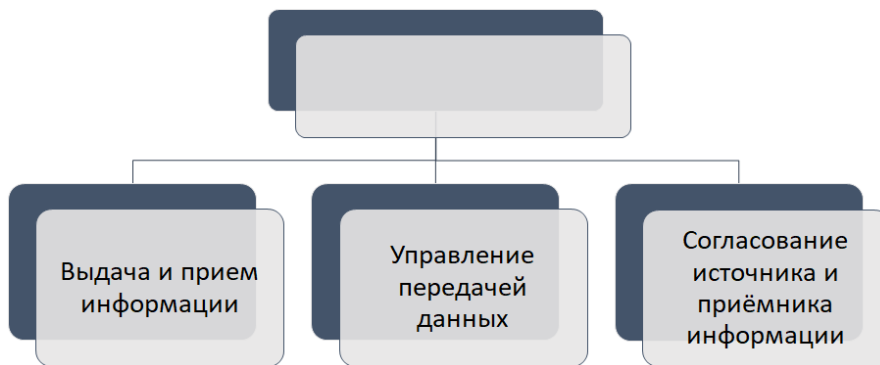 Выдача и прием
информации
Управление
передачей
данных
Согласование
источника и
приёмника
информации